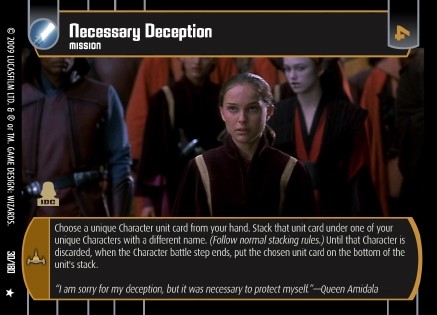 Necessary Deception
MISSION
4
© 2009 LUCASFILM LTD. & ® or TM. GAME DESIGN: WIZARDS.
IDC
Choose a unique Character unit card from your hand. Stack that unit card under one of your
unique Characters with a different name. (Follow normal stacking rules.) Until that Character is
discarded, when the Character battle step ends, put the chosen unit card on the bottom of the
unit's stack.
"I am sorry for my deception, but it was necessary to protect myself."—Queen Amidala